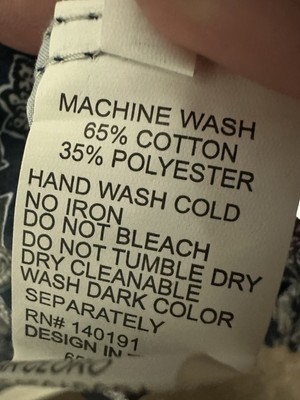 MACHINE WASH
65% COTTON
35% POLYESTER
HAND WASH COLD
NO IRON
DO NOT BLEACH
DO NOT TUMBLE DRY
DRY CLEANABLE
WASH DARK COLOR
SEPARATELY
RN# 140191
DESIGN IN